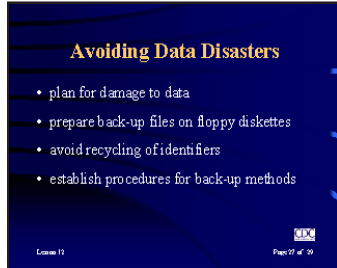 Avoiding Data Disasters
• plan for damage to data
• prepare back-up files on floppy diskettes
• avoid recycling of identifiers
• establish procedures for back-up methods
CDC
Lesson 12 Page 27 of 29